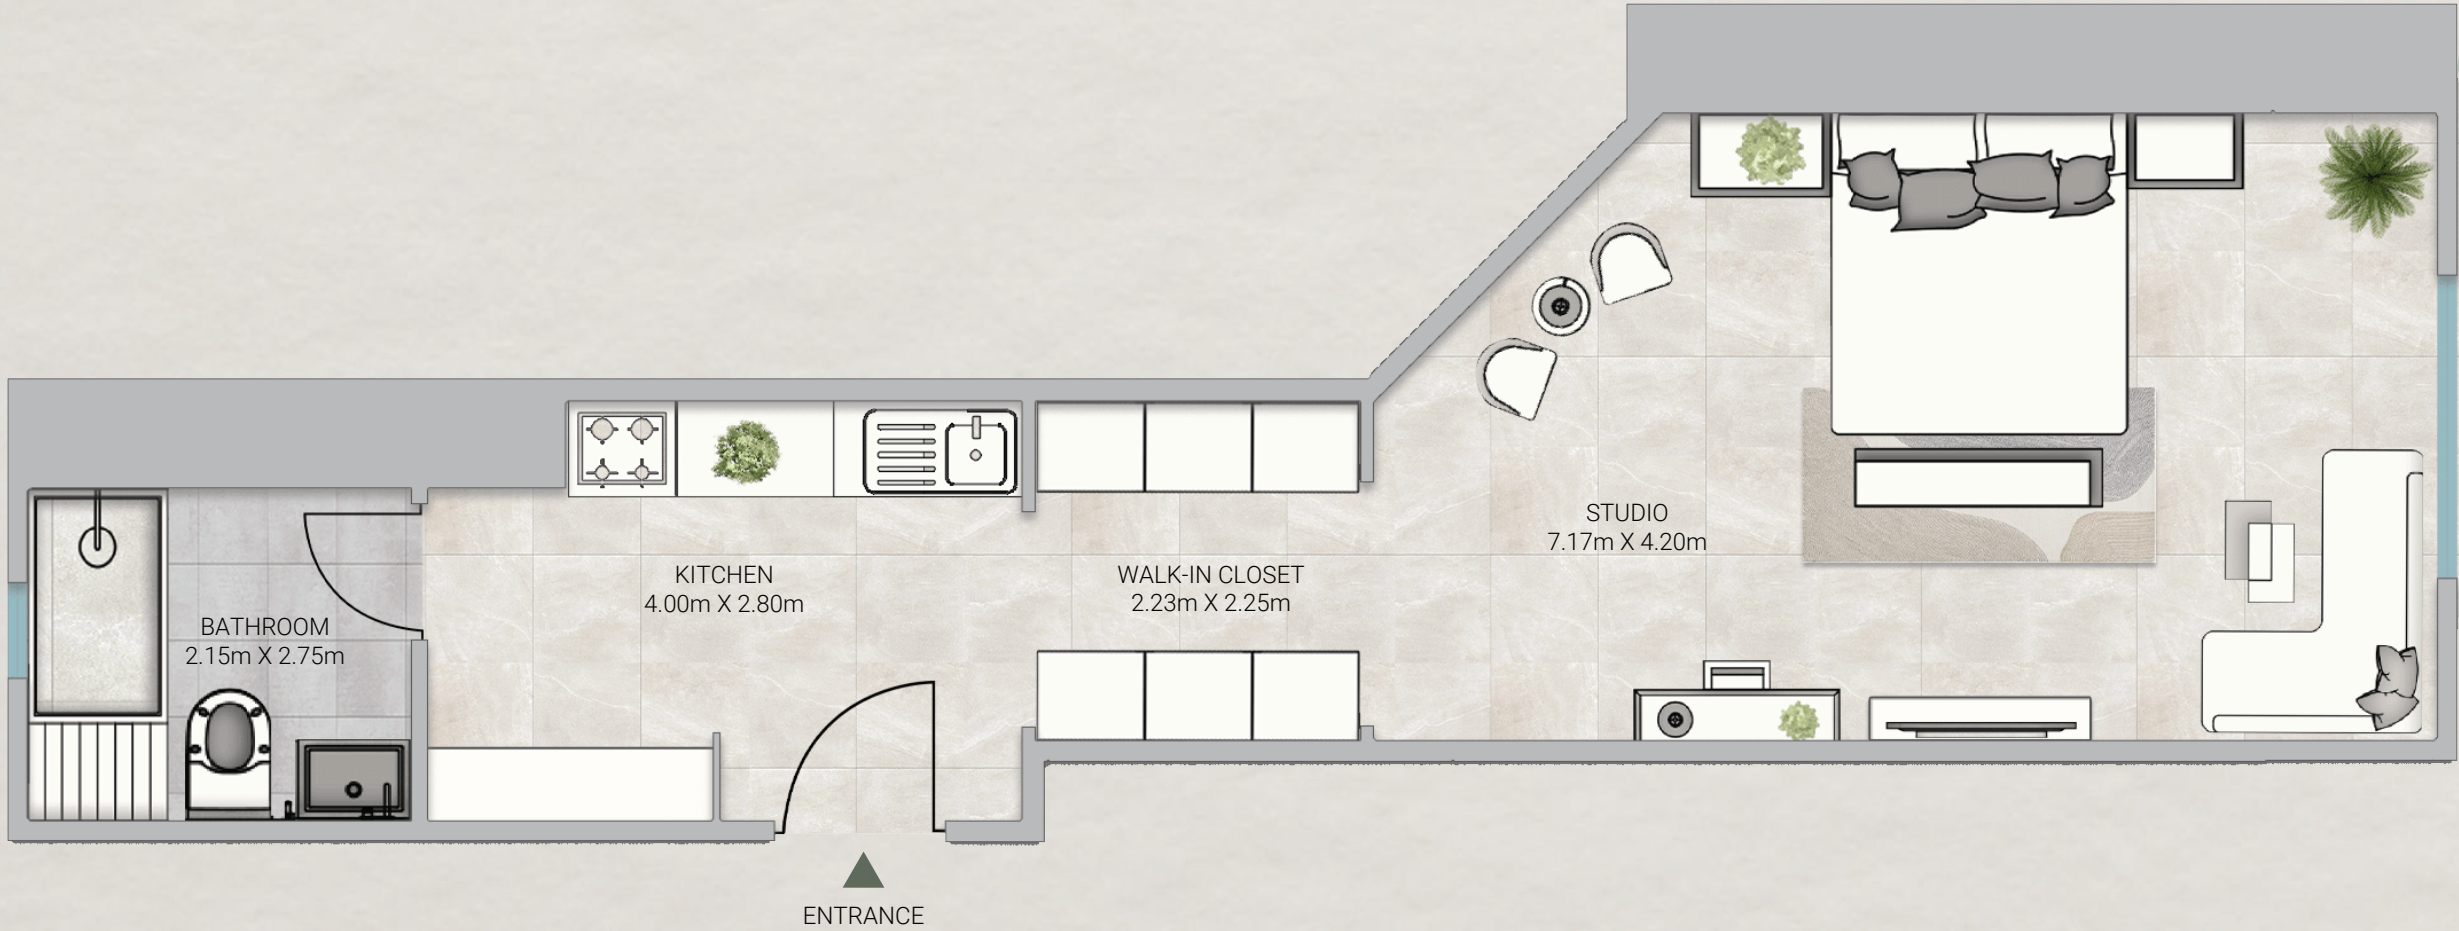 STUDIO
7.17m X 4.20m
KITCHEN
4.00m X 2.80m
WALK-IN CLOSET
2.23m X 2.25m
BATHROOM
2.15m X 2.75m
ENTRANCE